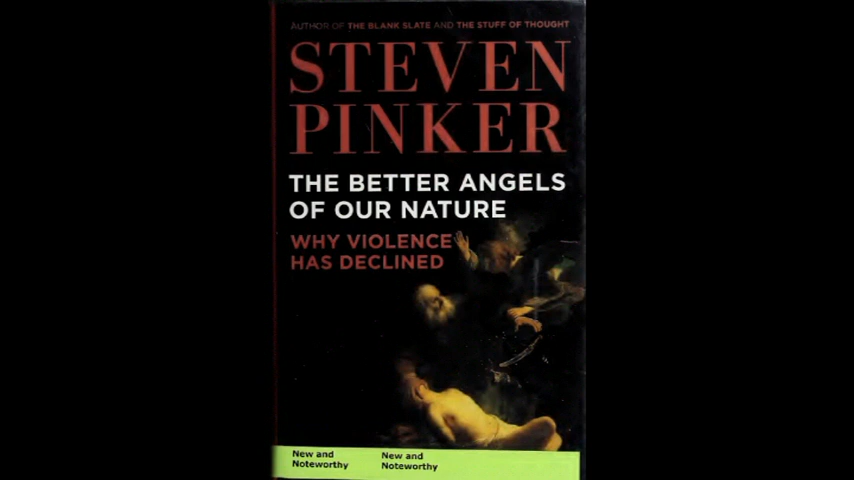 AUTHOR OF THE BLANK SLATE AND THE STUFF OF THOUGHT
STEVEN
PINKER
THE BETTER ANGELS
OF OUR NATURE
WHY VIOLENCE
HAS DECLINED
New and
Noteworthy
New and
Noteworthy